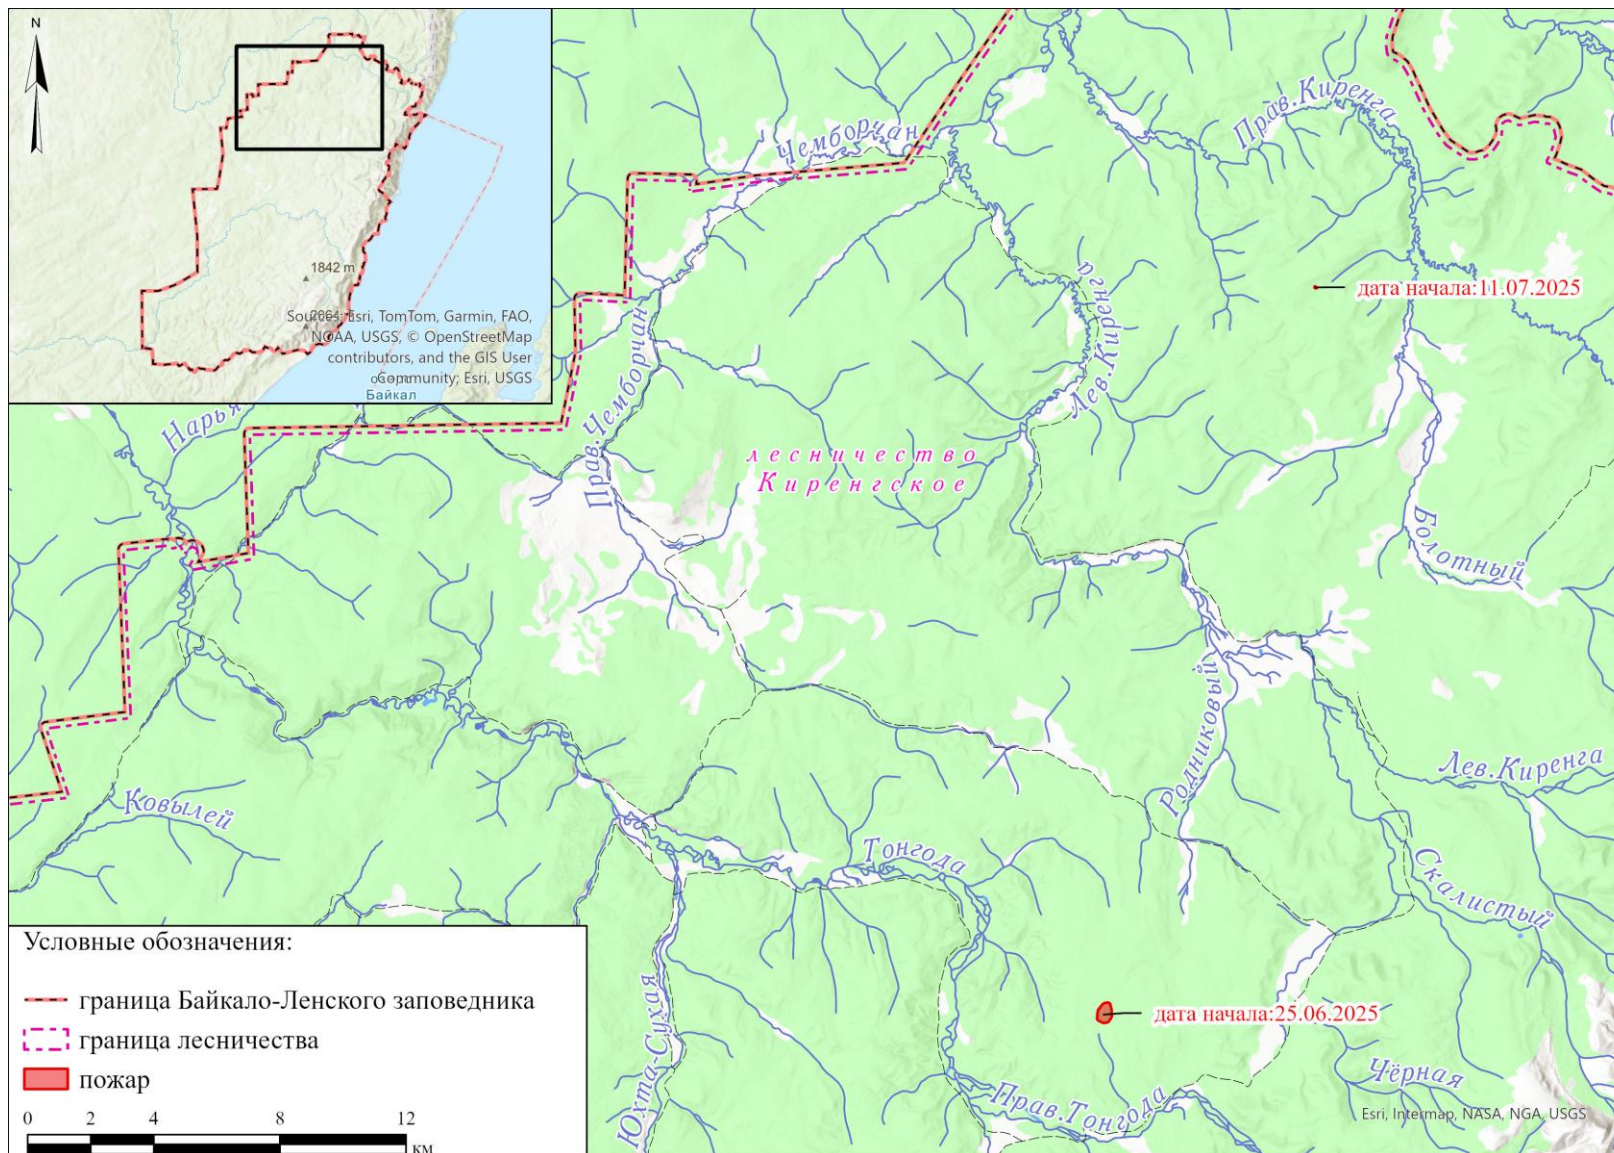 N
1842 m
Sources: Esri, TomTom, Garmin, FAO,
NOAA, USGS, © OpenStreetMap
contributors, and the GIS User
Community; Esri, USGS
Байкал
Чемборчан
Прав.Киренга
дата начала:11.07.2025
Лев.Киренга
Нарья
Прав.Чемборчан
лесничество
Киренгское
Болотный
Родниковый
Лев.Киренга
Ковылей
Тонгода
Скалистый
Юхта-Сухая
дата начала:25.06.2025
Прав.Тонгода
Чёрная
Esri, Intermap, NASA, NGA, USGS
Условные обозначения:
граница Байкало-Ленского заповедника
граница лесничества
пожар
0 2 4 8 12
км